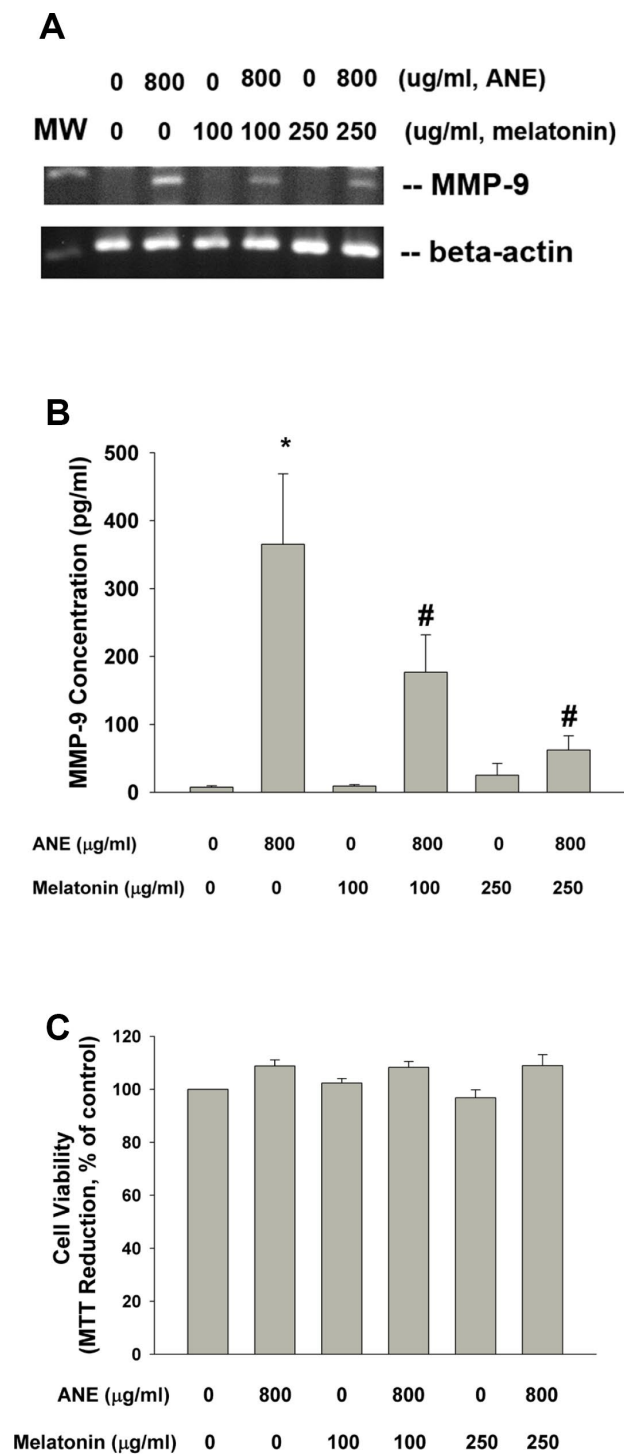 A
0 800 0 800 0 800 (ug/ml, ANE)
MW 0 0 100 100 250 250 (ug/ml, melatonin)
-- MMP-9
-- beta-actin
B
MMP-9 Concentration (pg/ml)
500
400
300
200
100
0
*
#
#
ANE (μg/ml) 0 800 0 800 0 800
Melatonin (μg/ml) 0 0 100 100 250 250
C
Cell Viability
(MTT Reduction, % of control)
120
100
80
60
40
20
0
ANE (μg/ml) 0 800 0 800 0 800
Melatonin (μg/ml) 0 0 100 100 250 250